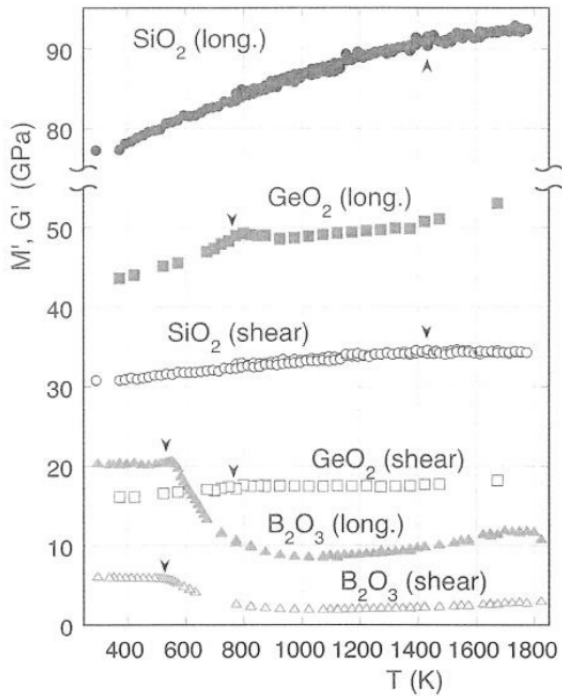 SiO₂ (long.)
90
80
GeO₂ (long.)
50
40
SiO₂ (shear)
30
20
GeO₂ (shear)
B₂O₃
(long.)
10
B₂O₃ (shear)
0
400 600 800 1000 1200 1400 1600 1800
T (K)
M', G' (GPa)